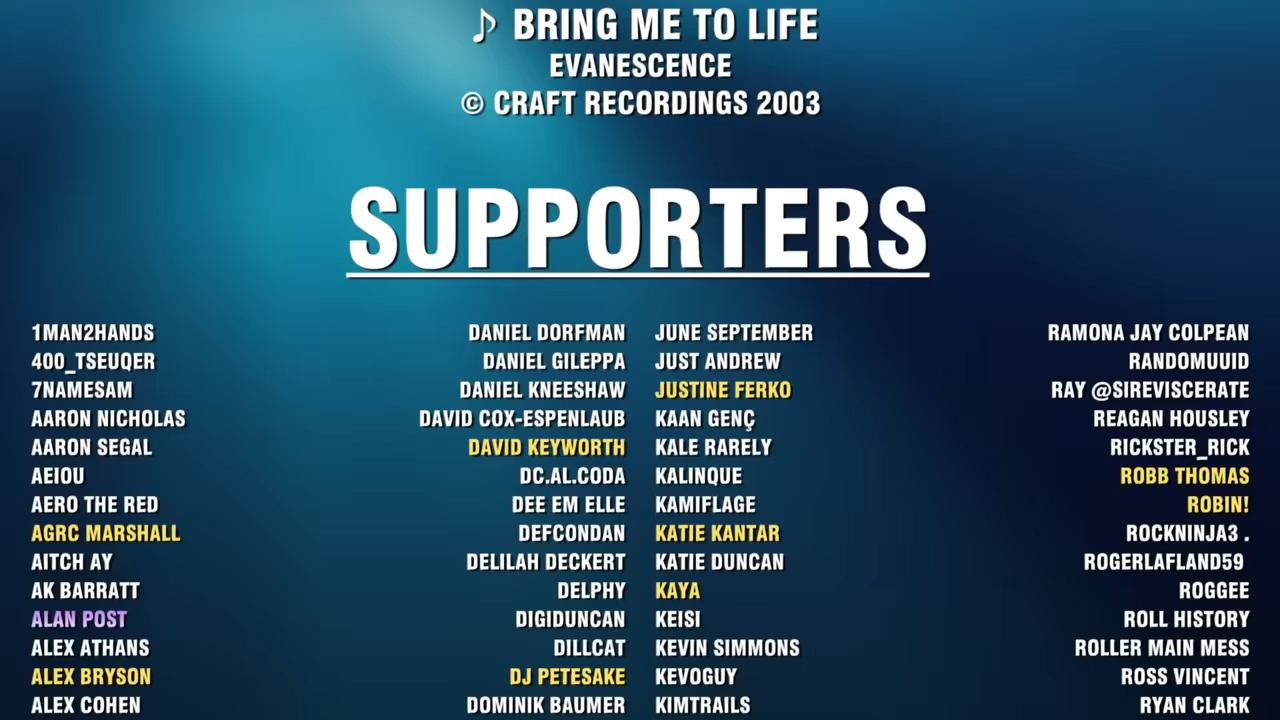 ♪ BRING ME TO LIFE
EVANESCENCE
© CRAFT RECORDINGS 2003
SUPPORTERS
1MAN2HANDS
400_TSEUQER
7NAMESAM
AARON NICHOLAS
AARON SEGAL
AEIOU
AERO THE RED
AGRC MARSHALL
AITCH AY
AK BARRATT
ALAN POST
ALEX ATHANS
ALEX BRYSON
ALEX COHEN
DANIEL DORFMAN
DANIEL GILEPPA
DANIEL KNEESHAW
DAVID COX-ESPENLAUB
DAVID KEYWORTH
DC.AL.CODA
DEE EM ELLE
DEFCONDAN
DELILAH DECKERT
DELPHY
DIGIDUNCAN
DILLCAT
DJ PETESAKE
DOMINIK BAUMER
JUNE SEPTEMBER
JUST ANDREW
JUSTINE FERKO
KAAN GENÇ
KALE RARELY
KALINQUE
KAMIFLAGE
KATIE KANTAR
KATIE DUNCAN
KAYA
KEISI
KEVIN SIMMONS
KEVOGUY
KIMTRAILS
RAMONA JAY COLPEAN
RANDOMUUID
RAY @SIREVISCERATE
REAGAN HOUSLEY
RICKSTER_RICK
ROBB THOMAS
ROBIN!
ROCKNINJA3 .
ROGERLAFLAND59
ROGGEE
ROLL HISTORY
ROLLER MAIN MESS
ROSS VINCENT
RYAN CLARK